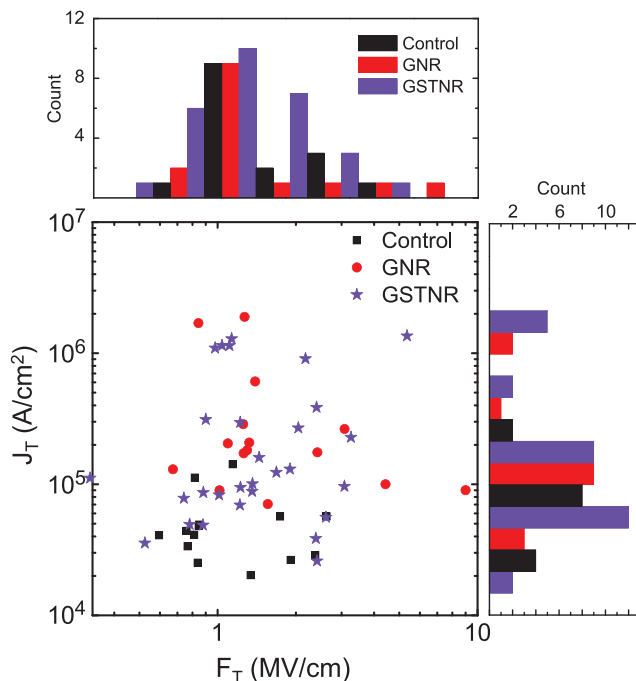 12
8
4
Count
Control
GNR
GSTNR
Count
2 6 10
10⁷
10⁶
10⁵
10⁴
J_T (A/cm²)
Control
GNR
GSTNR
1 10
F_T (MV/cm)